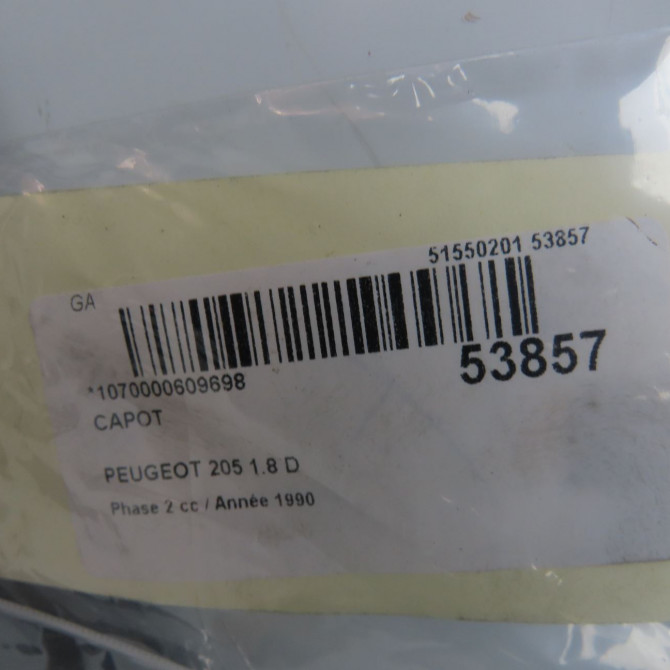 51550201 53857
GA
53857
*1070000609698
CAPOT
PEUGEOT 205 1.8 D
Phase 2 cc / Année 1990